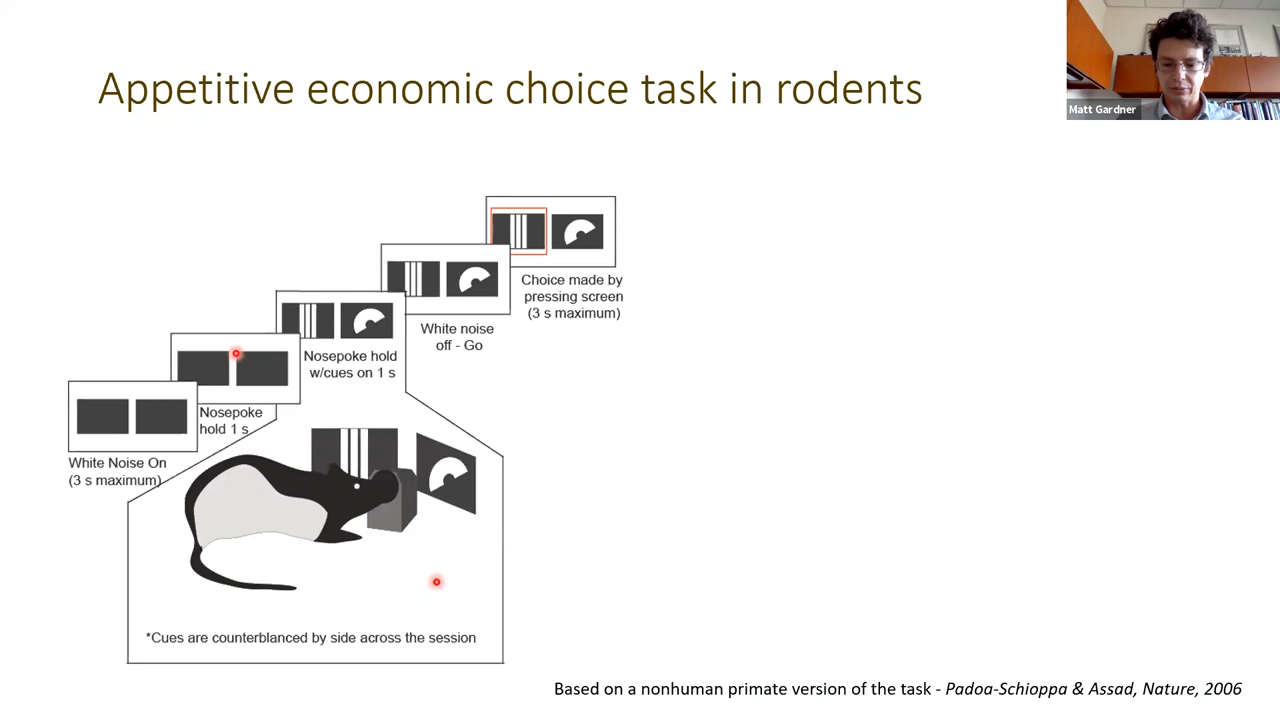 Appetitive economic choice task in rodents
Matt Gardner
Choice made by
pressing screen
(3 s maximum)
White noise
off - Go
Nosepoke hold
w/cues on 1 s
Nosepoke
hold 1 s
White Noise On
(3 s maximum)
*Cues are counterblanced by side across the session
Based on a nonhuman primate version of the task - Padoa-Schioppa & Assad, Nature, 2006